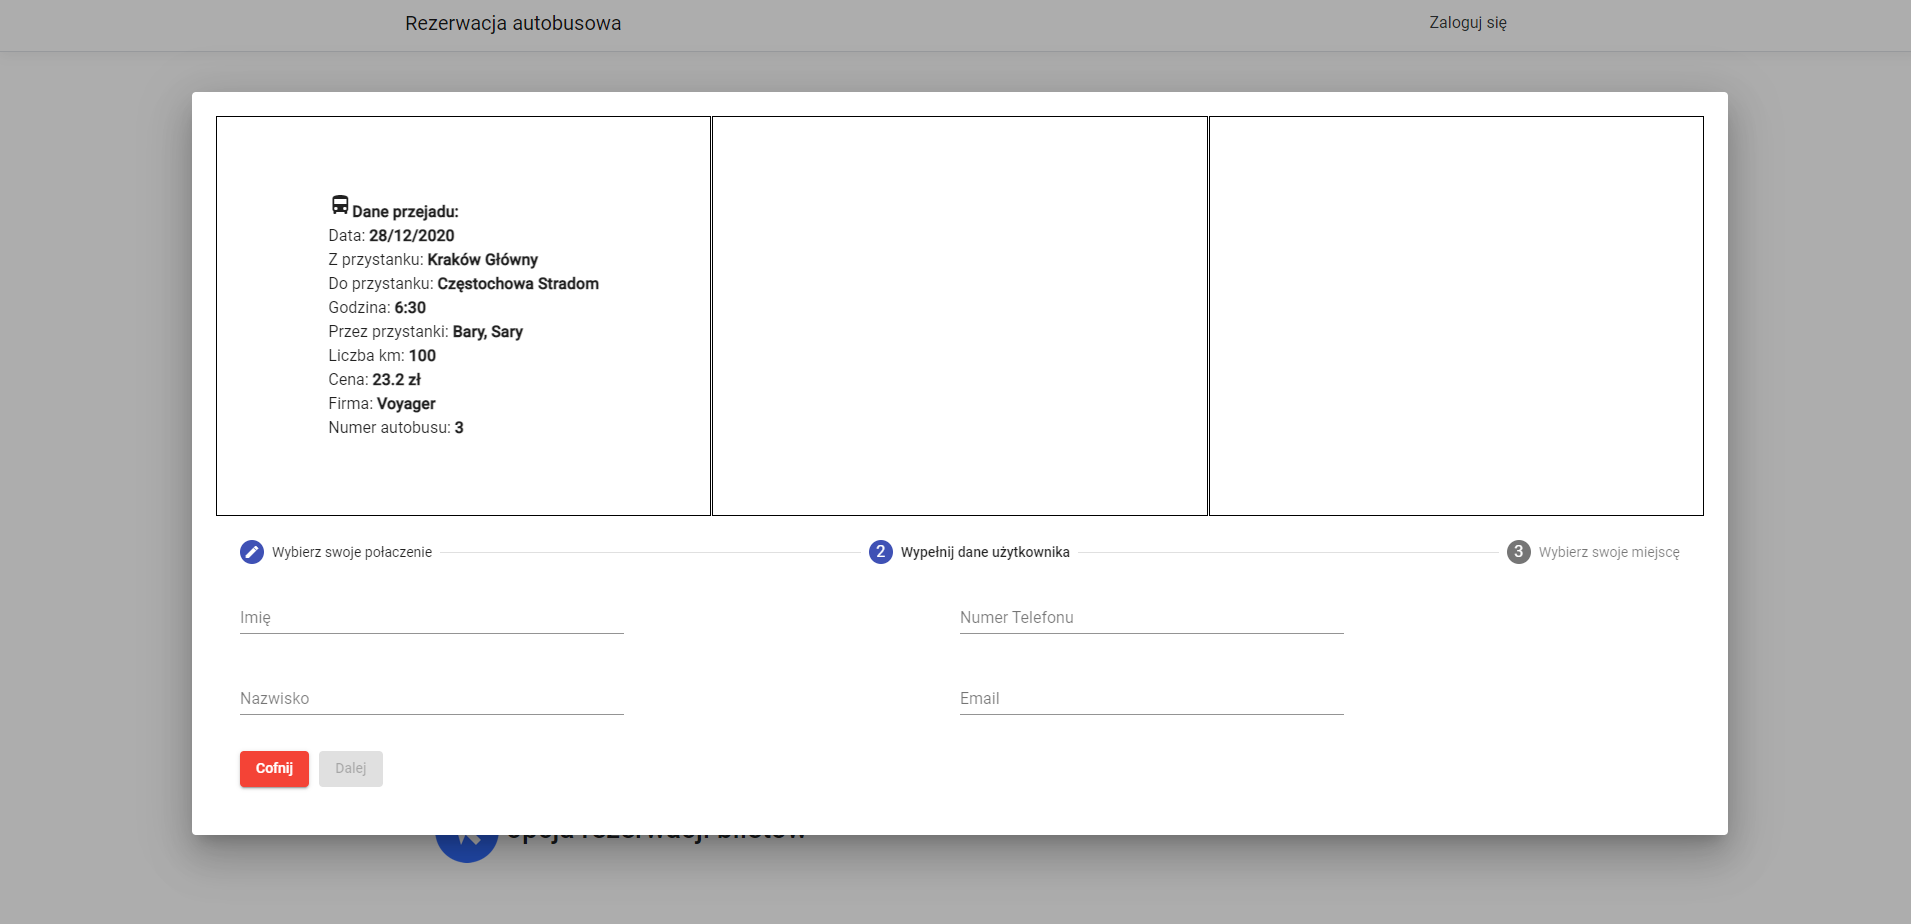 Rezerwacja autobusowa
Zaloguj się
Dane przejadu:
Data: 28/12/2020
Z przystanku: Kraków Główny
Do przystanku: Częstochowa Stradom
Godzina: 6:30
Przez przystanki: Bary, Sary
Liczba km: 100
Cena: 23.2 zł
Firma: Voyager
Numer autobusu: 3
Wybierz swoje połaczenie
2 Wypełnij dane użytkownika
3 Wybierz swoje miejscę
Imię
Numer Telefonu
Nazwisko
Email
Cofnij
Dalej
rezerwacji biletów